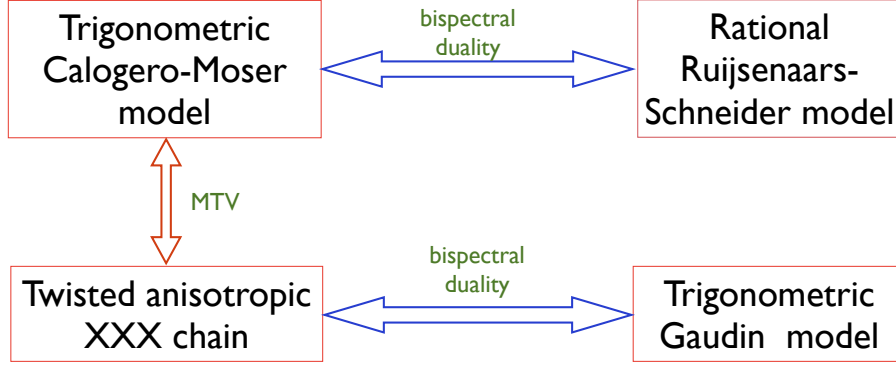 Trigonometric
Calogero-Moser
model
bispectral
duality
Rational
Ruijsenaars-
Schneider model
MTV
Twisted anisotropic
XXX chain
bispectral
duality
Trigonometric
Gaudin model